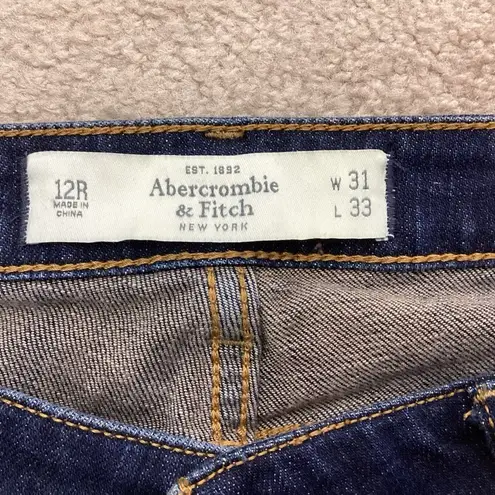 12R
MADE IN
CHINA
EST. 1892
Abercrombie
& Fitch
NEW YORK
W 31
L 33